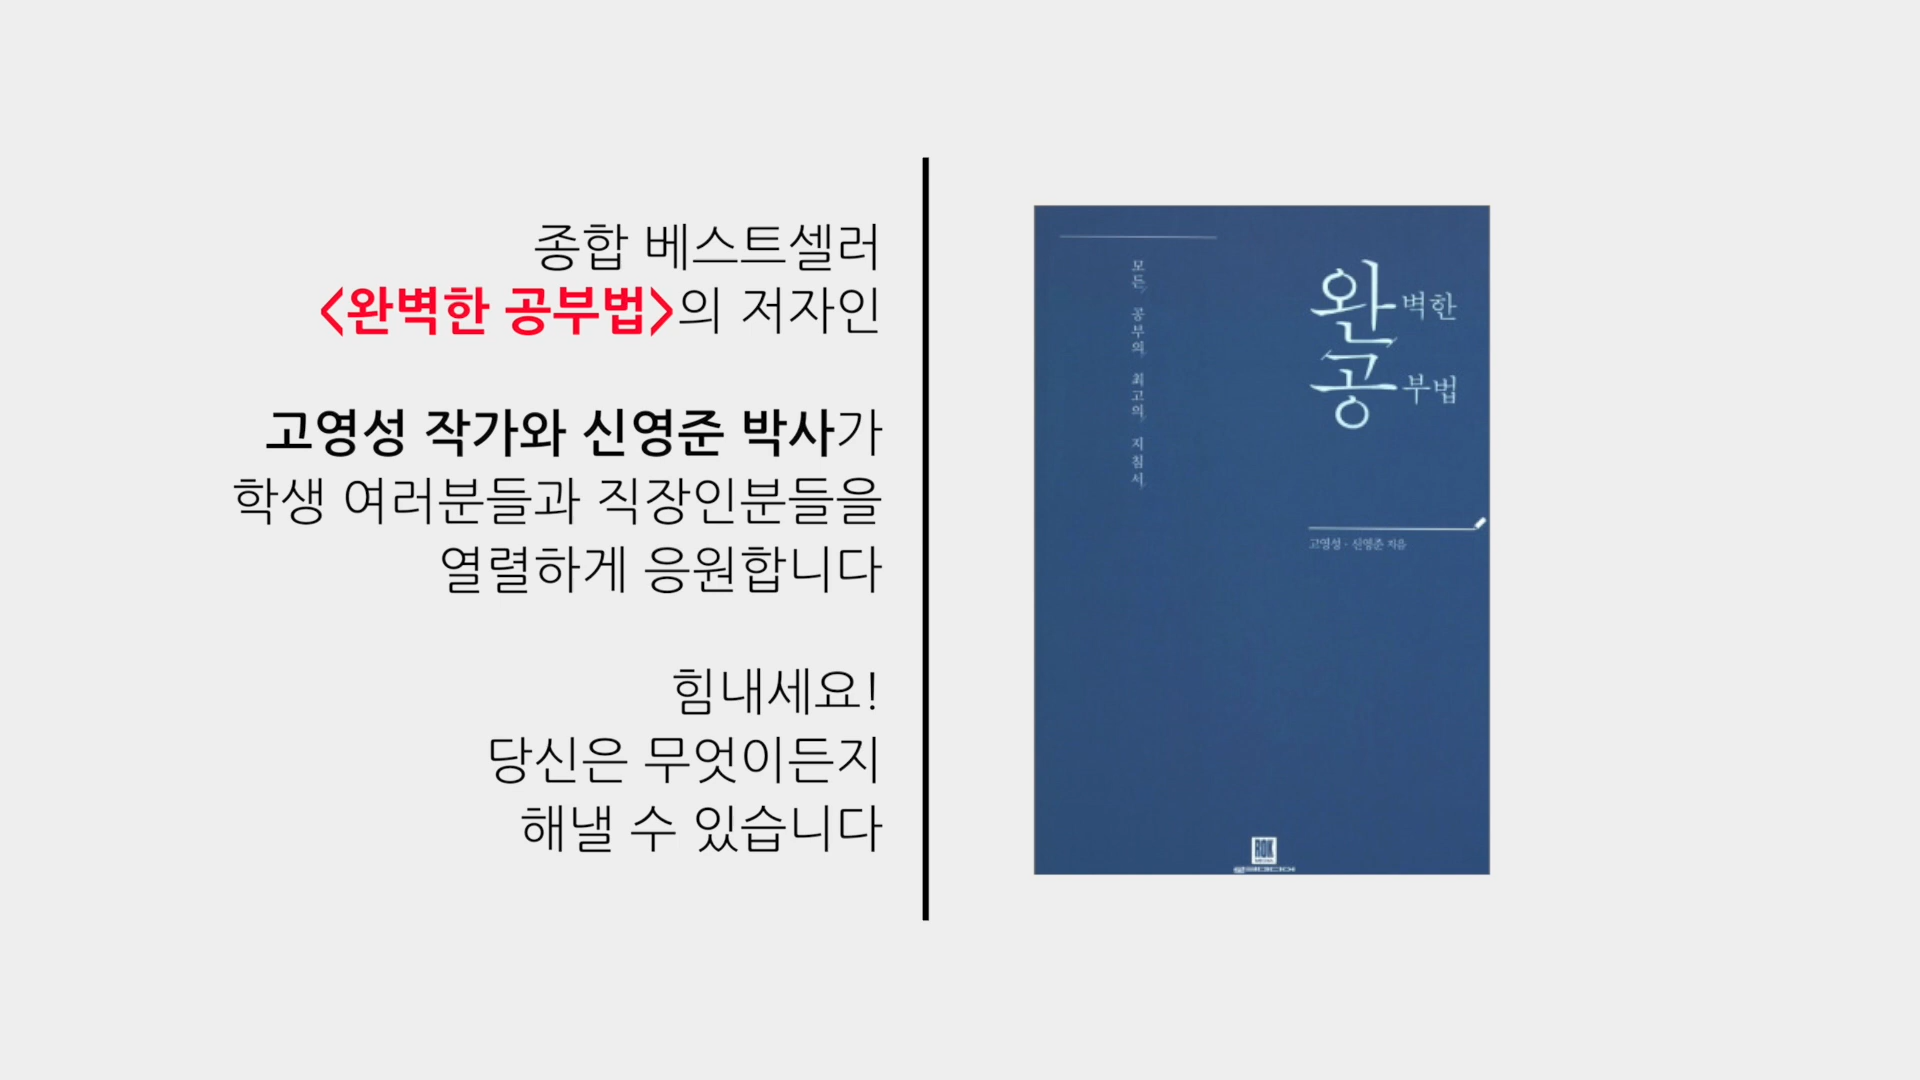 종합 베스트셀러
<완벽한 공부법>의 저자인
고영성 작가와 신영준 박사가
학생 여러분들과 직장인분들을
열렬하게 응원합니다
힘내세요!
당신은 무엇이든지
해낼 수 있습니다
모든 공부의 최고의 지침서
완벽한
공부법
고영성 · 신영준 지음
ROK